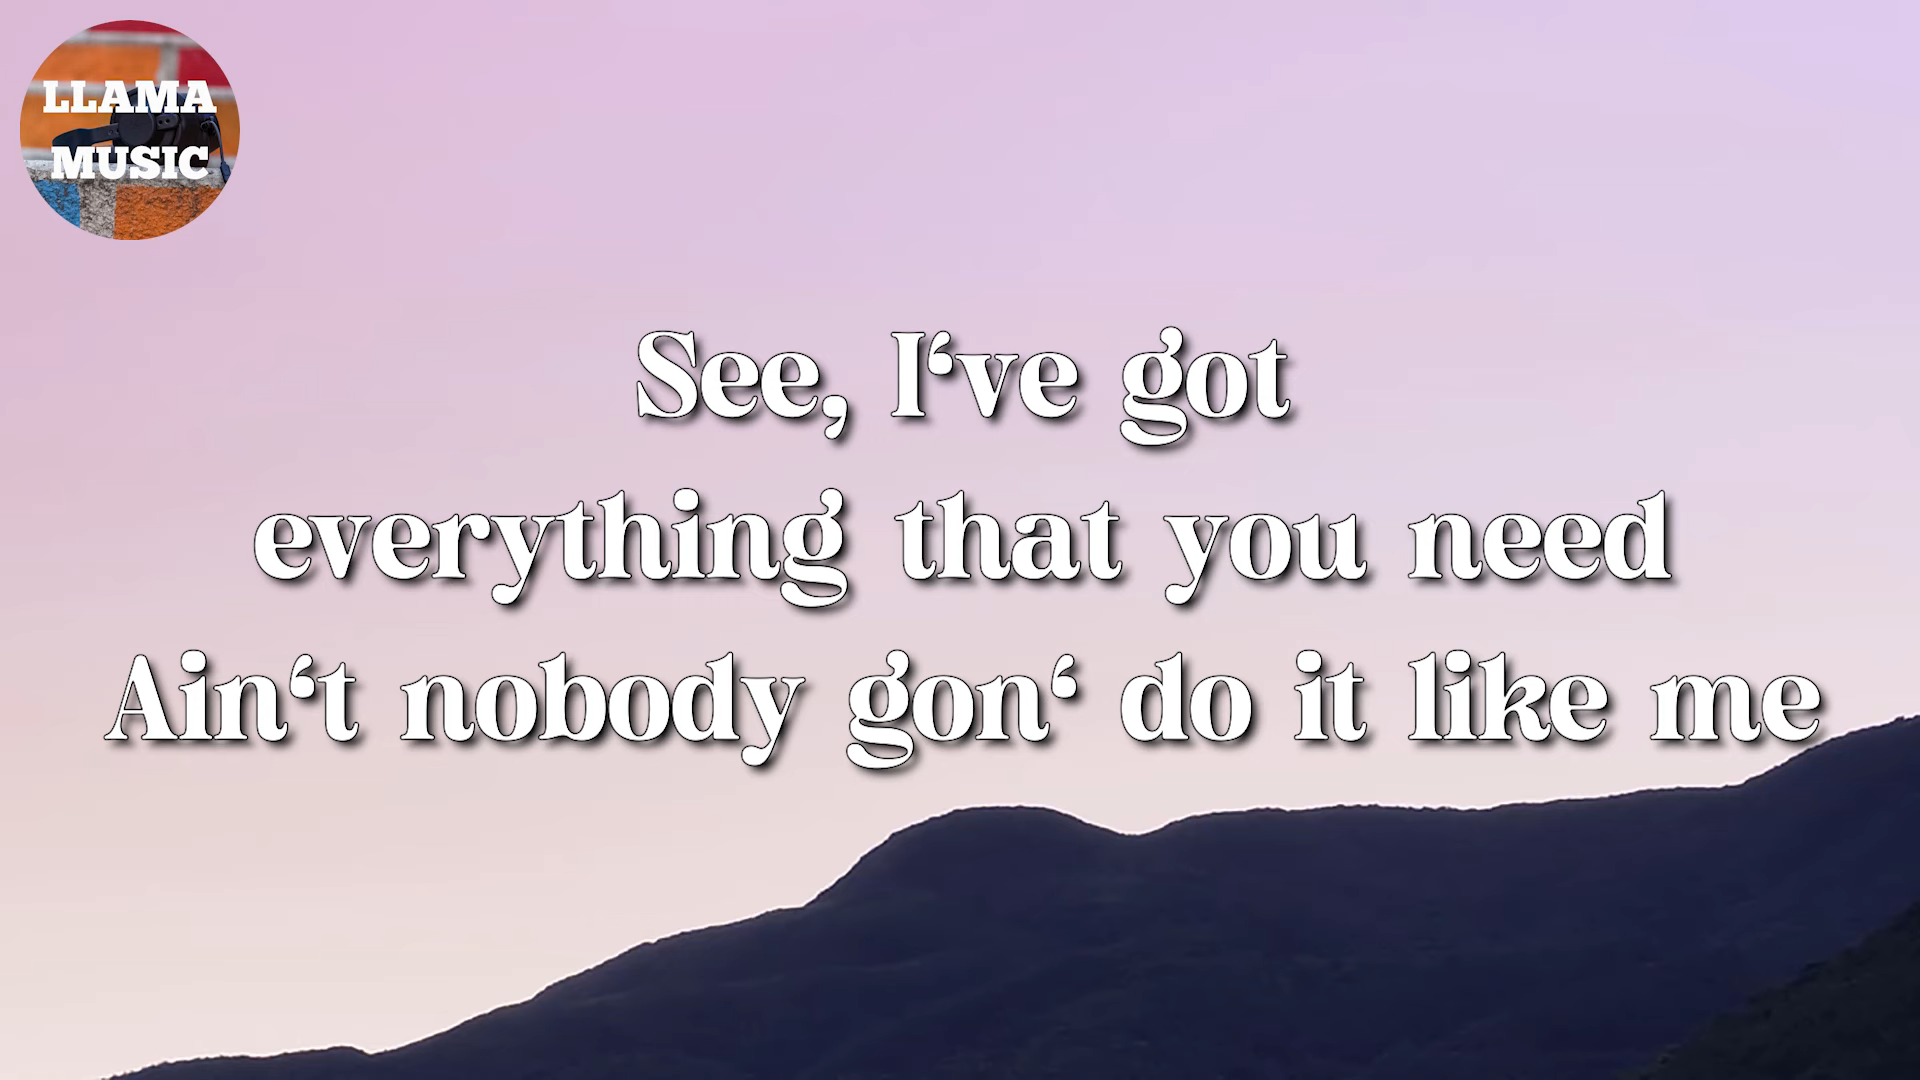 LLAMA
MUSIC
See, I‘ve got
everything that you need
Ain‘t nobody gon‘ do it like me